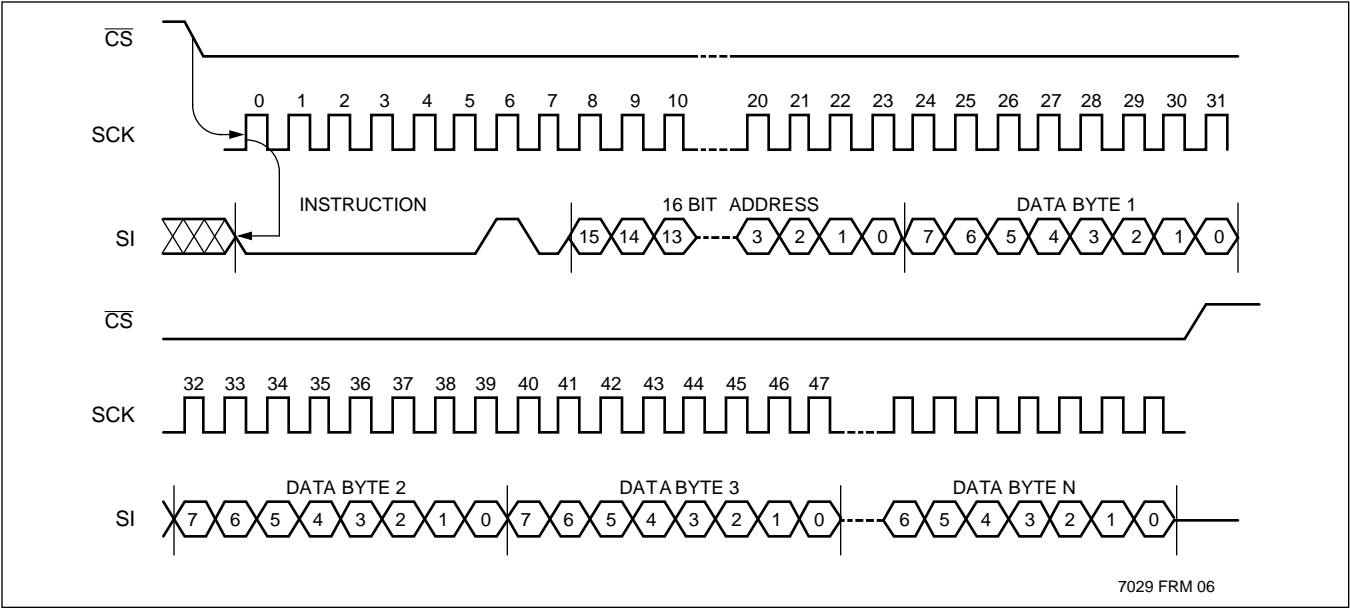 CS
0 1 2 3 4 5 6 7 8 9 10 20 21 22 23 24 25 26 27 28 29 30 31
SCK
INSTRUCTION 16 BIT ADDRESS DATA BYTE 1
SI 15 14 13 3 2 1 0 7 6 5 4 3 2 1 0
CS
32 33 34 35 36 37 38 39 40 41 42 43 44 45 46 47
SCK
DATA BYTE 2 DATA BYTE 3 DATA BYTE N
SI 7 6 5 4 3 2 1 0 7 6 5 4 3 2 1 0 6 5 4 3 2 1 0
7029 FRM 06